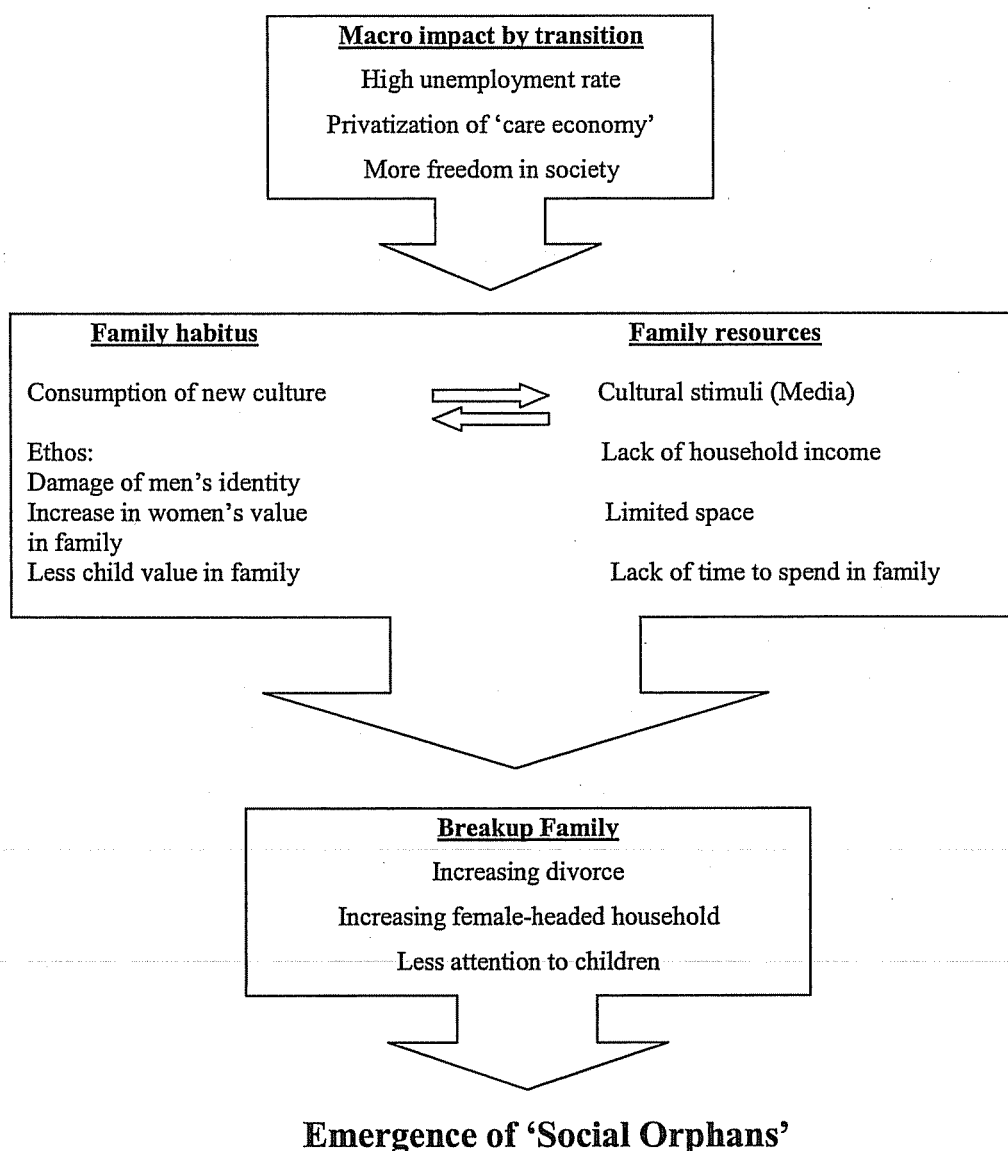 Macro impact by transition
High unemployment rate
Privatization of ‘care economy’
More freedom in society
Family habitus
Consumption of new culture
Ethos:
Damage of men’s identity
Increase in women’s value
in family
Less child value in family
Family resources
Cultural stimuli (Media)
Lack of household income
Limited space
Lack of time to spend in family
Breakup Family
Increasing divorce
Increasing female-headed household
Less attention to children
Emergence of ‘Social Orphans’